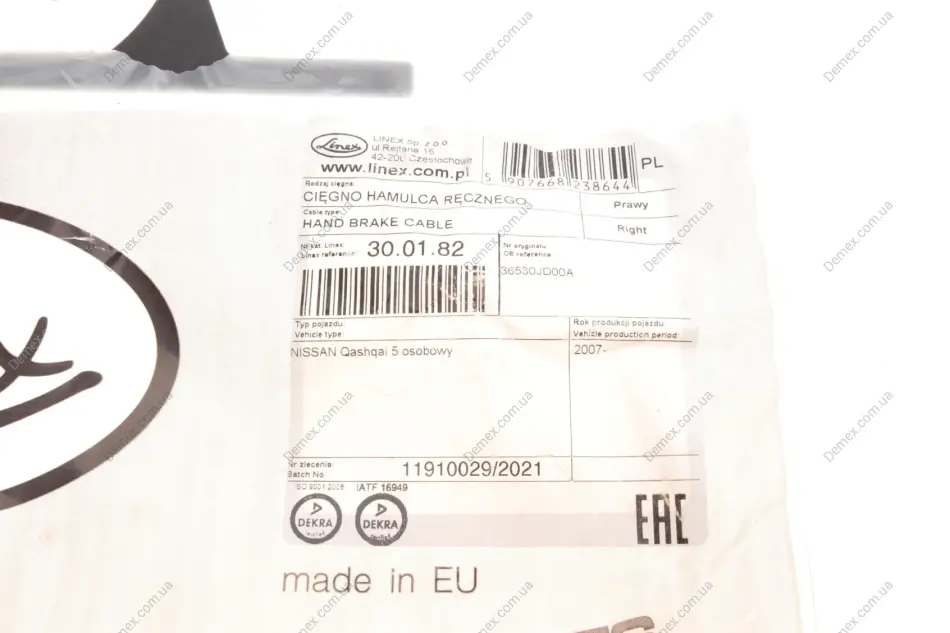 Linex
LINEX Sp. z o.o.
ul. Rejtana 15
42-200 Częstochowa
www.linex.com.pl
5 907668 238644
PL
Rodzaj cięgna:
CIĘGNO HAMULCA RĘCZNEGO
Prawy
Cable type:
HAND BRAKE CABLE
Right
Nr kat. Linex:
Linex reference:
30.01.82
Nr oryginału:
OE reference
36530JD00A
Typ pojazdu:
Vehicle type:
Rok produkcji pojazdu
Vehicle production period:
NISSAN Qashqai 5 osobowy
2007-
Nr zlecenia:
Batch No
11910029/2021
ISO 9001:2008
IATF 16949
DEKRA
DEKRA
EAC
made in EU
Demex.com.ua